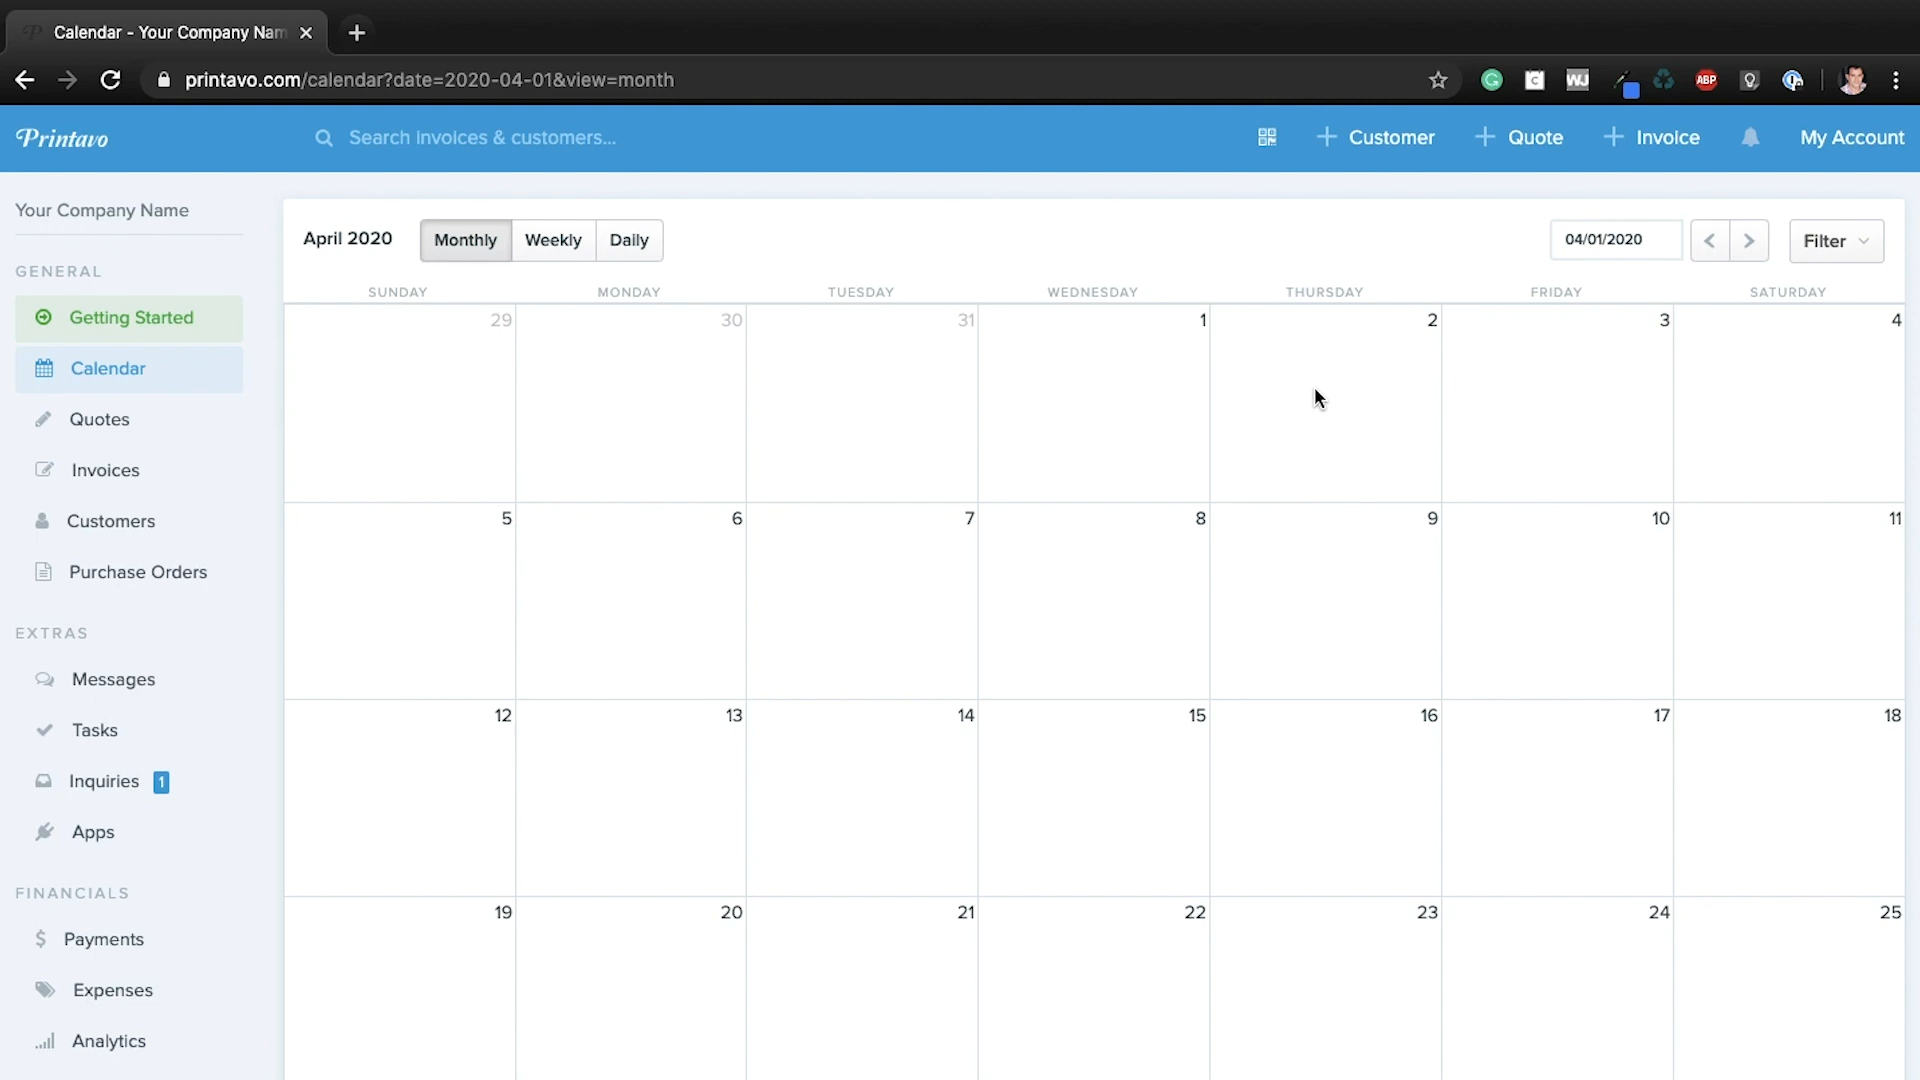 Calendar - Your Company Nam
printavo.com/calendar?date=2020-04-01&view=month
WJ
ABP
Printavo
Search invoices & customers...
Customer
Quote
Invoice
My Account
Your Company Name
GENERAL
Getting Started
Calendar
Quotes
Invoices
Customers
Purchase Orders
EXTRAS
Messages
Tasks
Inquiries 1
Apps
FINANCIALS
Payments
Expenses
Analytics
April 2020
Monthly Weekly Daily
04/01/2020
Filter
SUNDAY MONDAY TUESDAY WEDNESDAY THURSDAY FRIDAY SATURDAY
29 30 31 1 2 3 4
5 6 7 8 9 10 11
12 13 14 15 16 17 18
19 20 21 22 23 24 25